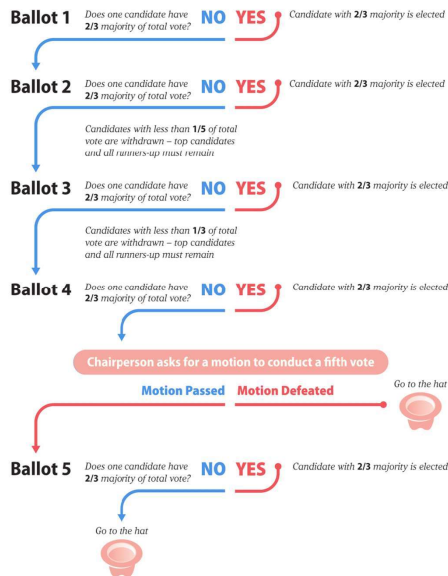 Ballot 1 Does one candidate have NO YES Candidate with 2/3 majority is elected
2/3 majority of total vote?
Ballot 2 Does one candidate have NO YES Candidate with 2/3 majority is elected
2/3 majority of total vote?
Candidates with less than 1/5 of total
vote are withdrawn – top candidates
and all runners-up must remain
Ballot 3 Does one candidate have NO YES Candidate with 2/3 majority is elected
2/3 majority of total vote?
Candidates with less than 1/3 of total
vote are withdrawn – top candidates
and all runners-up must remain
Ballot 4 Does one candidate have NO YES Candidate with 2/3 majority is elected
2/3 majority of total vote?
Chairperson asks for a motion to conduct a fifth vote
Motion Passed Motion Defeated Go to the hat
Ballot 5 Does one candidate have NO YES Candidate with 2/3 majority is elected
2/3 majority of total vote?
Go to the hat